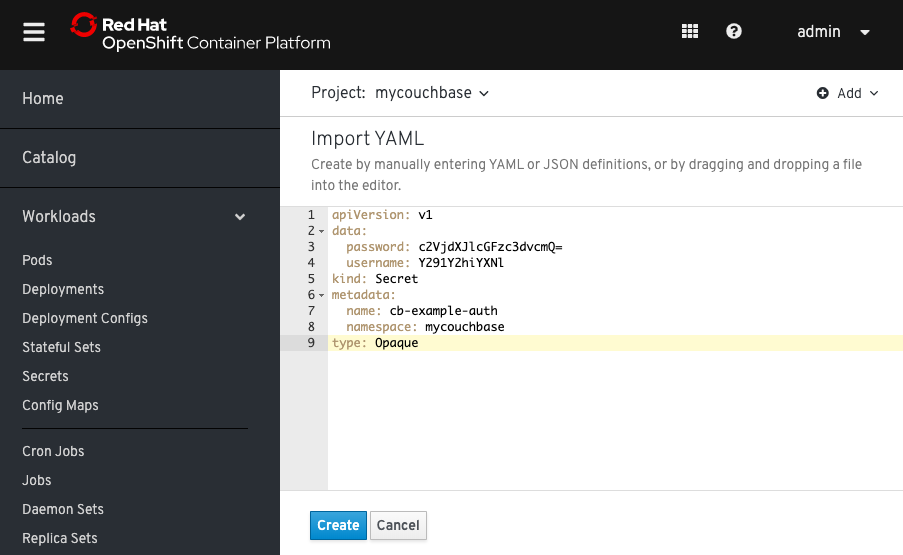 Red Hat
OpenShift Container Platform
admin
Home
Catalog
Workloads
Pods
Deployments
Deployment Configs
Stateful Sets
Secrets
Config Maps
Cron Jobs
Jobs
Daemon Sets
Replica Sets
Project: mycouchbase
Add
Import YAML
Create by manually entering YAML or JSON definitions, or by dragging and dropping a file
into the editor.
1 apiVersion: v1
2 data:
3 password: c2VjdXJlcGFzc3dvcmQ=
4 username: Y291Y2hiYXNl
5 kind: Secret
6 metadata:
7 name: cb-example-auth
8 namespace: mycouchbase
9 type: Opaque
Create Cancel